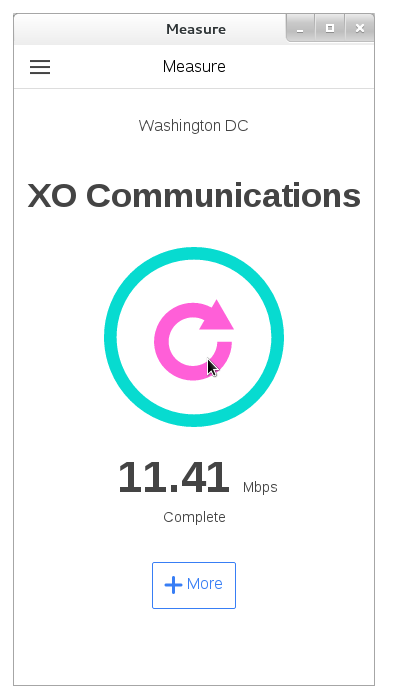 Measure
Measure
Washington DC
XO Communications
11.41 Mbps
Complete
More